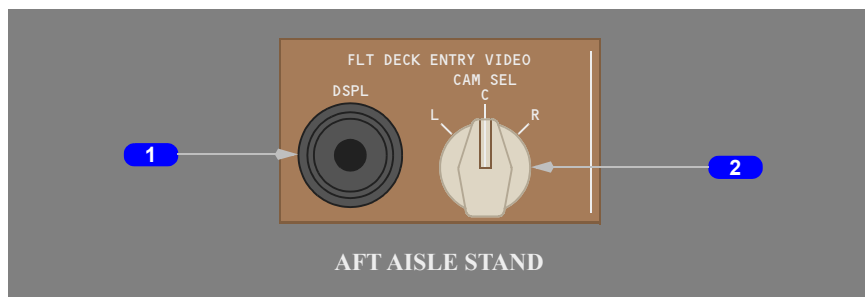 FLT DECK ENTRY VIDEO
CAM SEL
DSPL
C
L
R
1
2
AFT AISLE STAND